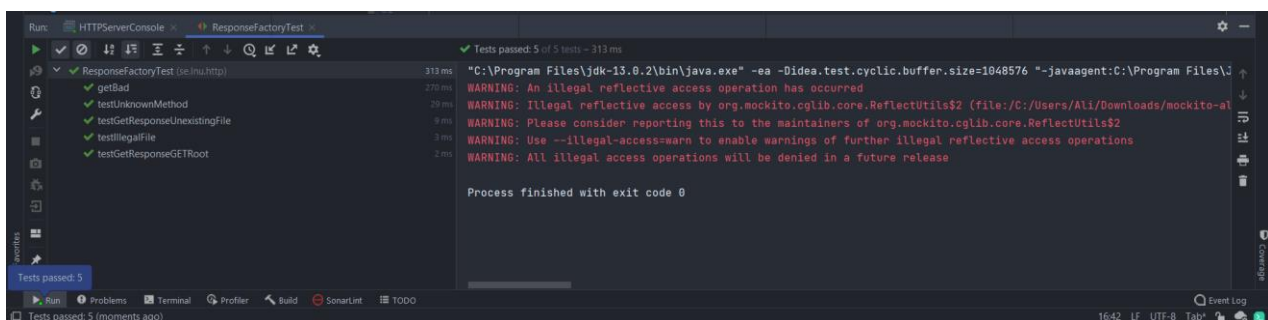 Run: HTTPServerConsole × ResponseFactoryTest ×
Tests passed: 5 of 5 tests – 313 ms
ResponseFactoryTest (se.lnu.http) 313 ms
getBad 270 ms
testUnknownMethod 29 ms
testGetResponseUnexistingFile 9 ms
testIllegalFile 3 ms
testGetResponseGETRoot 2 ms
"C:\Program Files\jdk-13.0.2\bin\java.exe" -ea -Didea.test.cyclic.buffer.size=1048576 "-javaagent:C:\Program Files\J
WARNING: An illegal reflective access operation has occurred
WARNING: Illegal reflective access by org.mockito.cglib.core.ReflectUtils$2 (file:/C:/Users/Ali/Downloads/mockito-al
WARNING: Please consider reporting this to the maintainers of org.mockito.cglib.core.ReflectUtils$2
WARNING: Use --illegal-access=warn to enable warnings of further illegal reflective access operations
WARNING: All illegal access operations will be denied in a future release
Process finished with exit code 0
avorites
Coverage
Tests passed: 5
Run Problems Terminal Profiler Build SonarLint TODO Event Log
Tests passed: 5 (moments ago) 16:42 LF UTF-8 Tab*